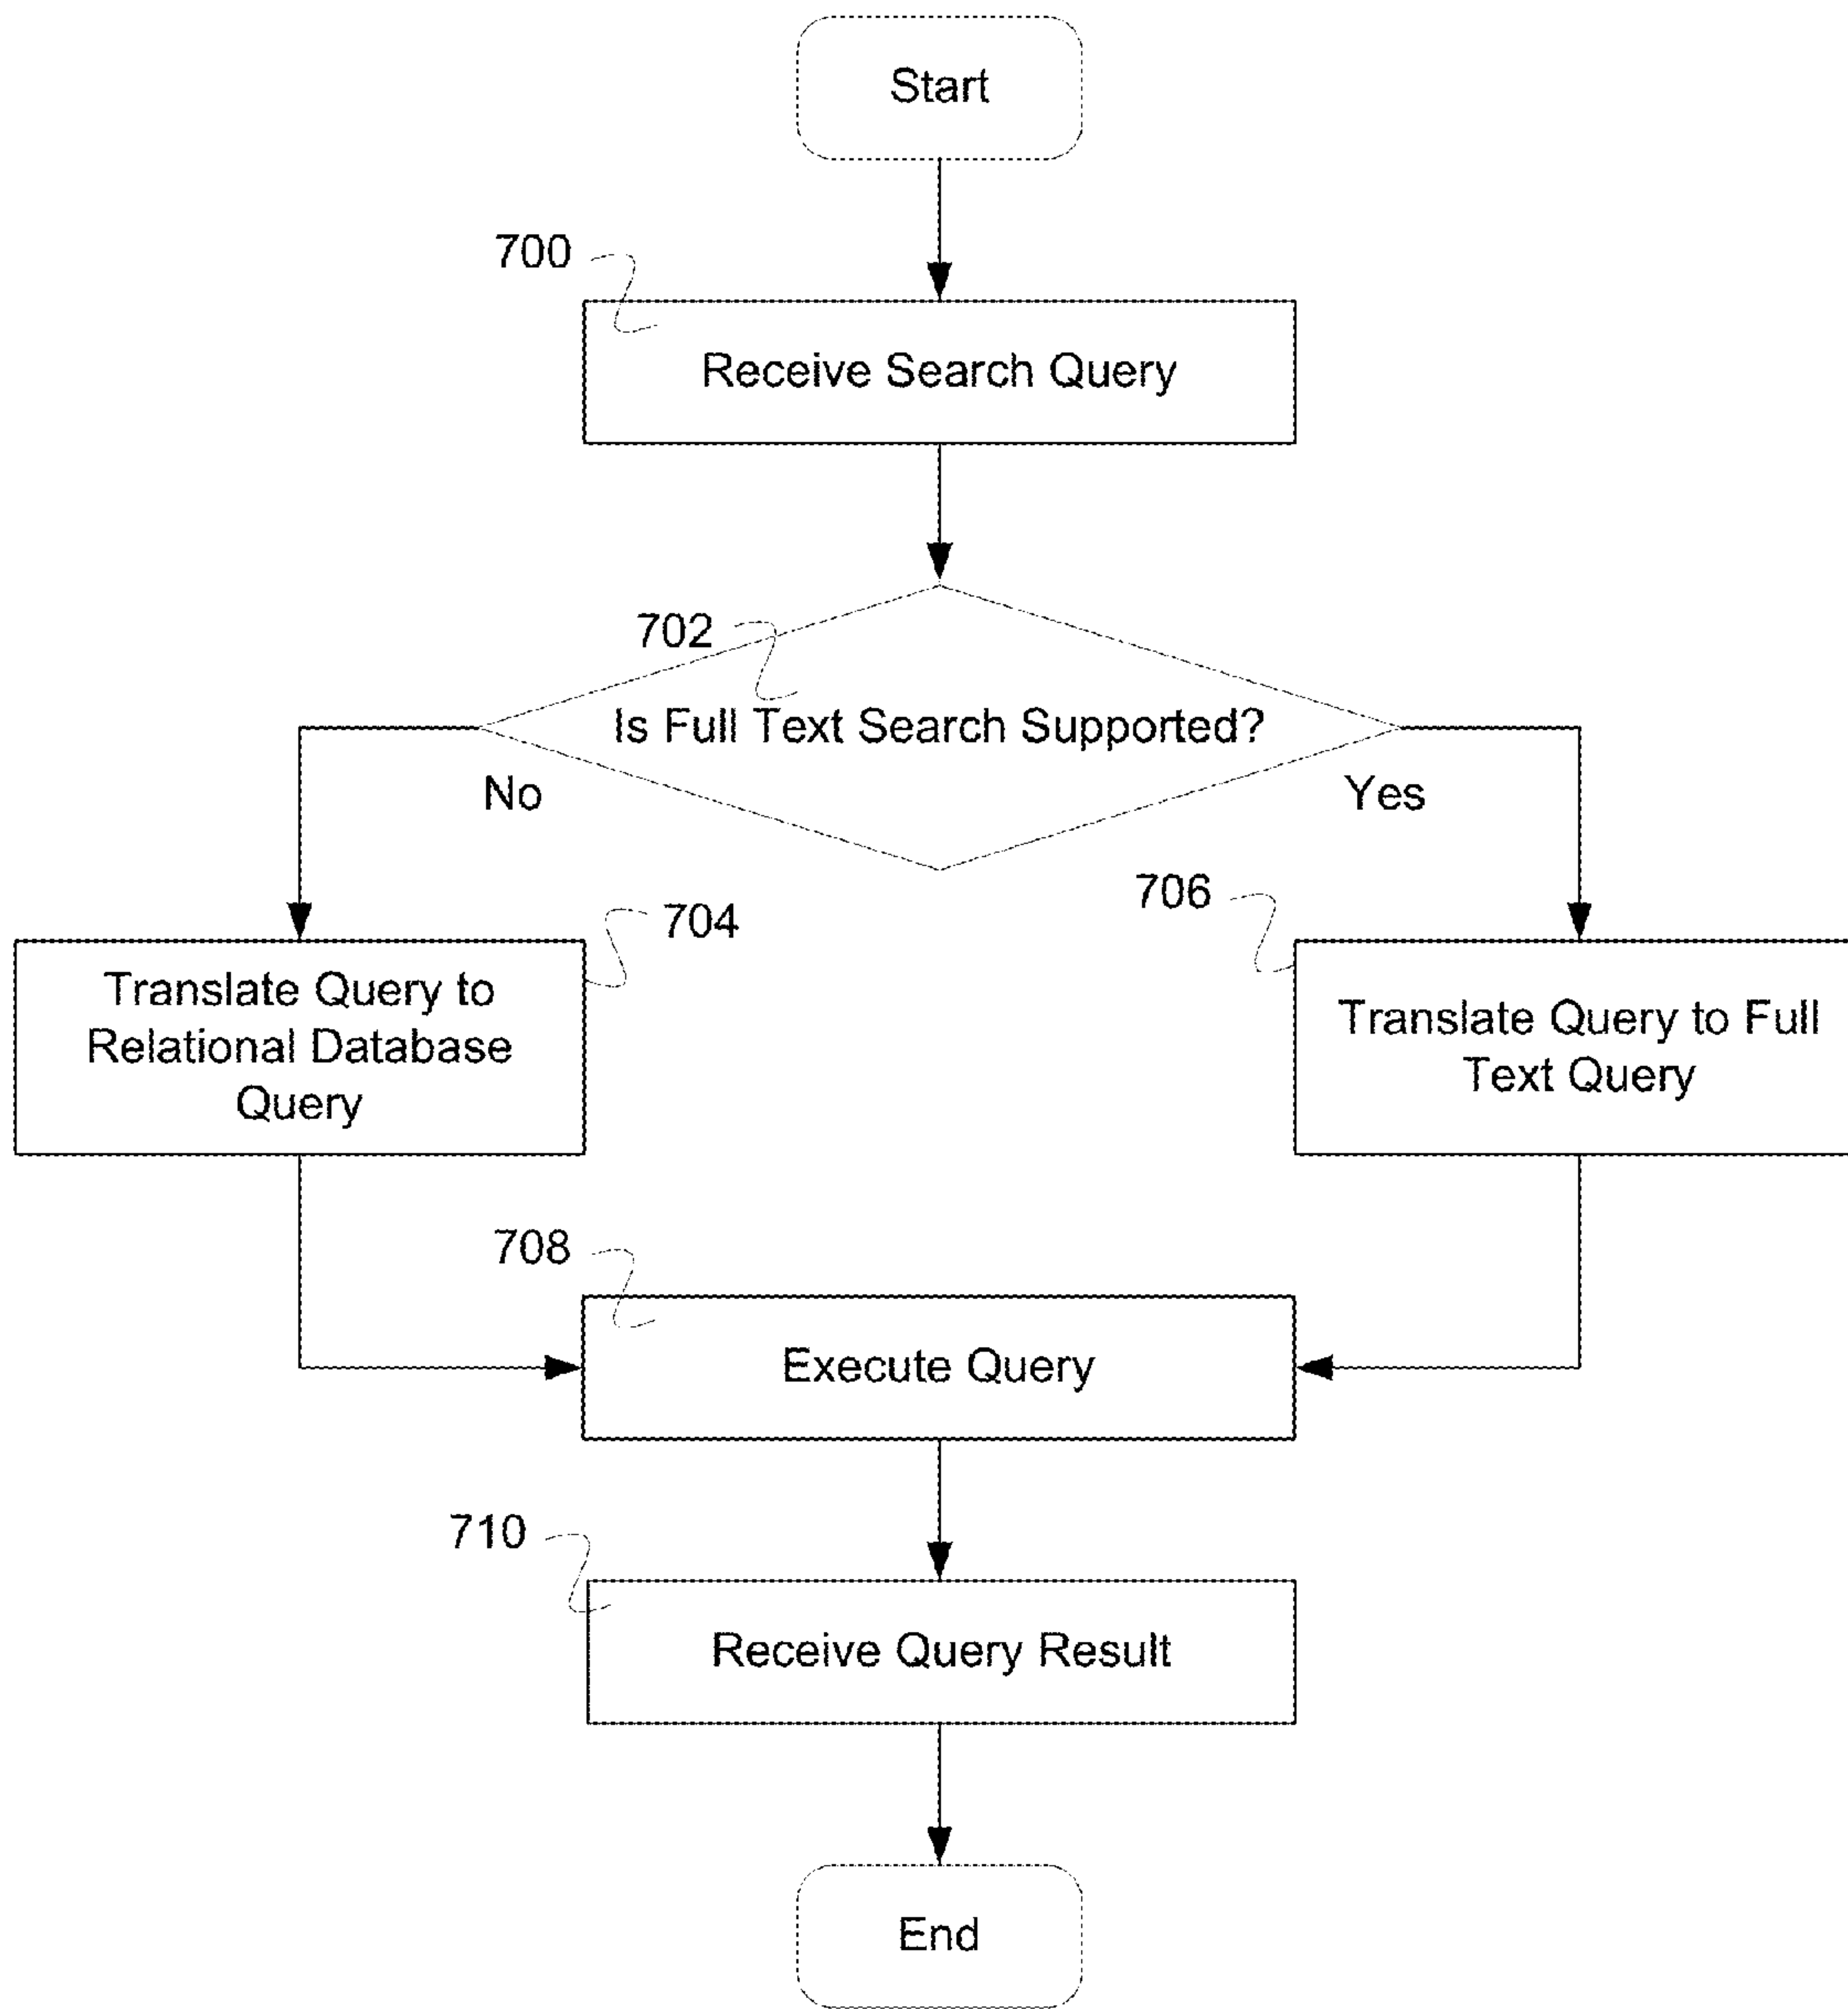 Start
700
Receive Search Query
702
Is Full Text Search Supported?
No
Yes
704
706
Translate Query to
Relational Database
Query
Translate Query to Full
Text Query
708
Execute Query
710
Receive Query Result
End